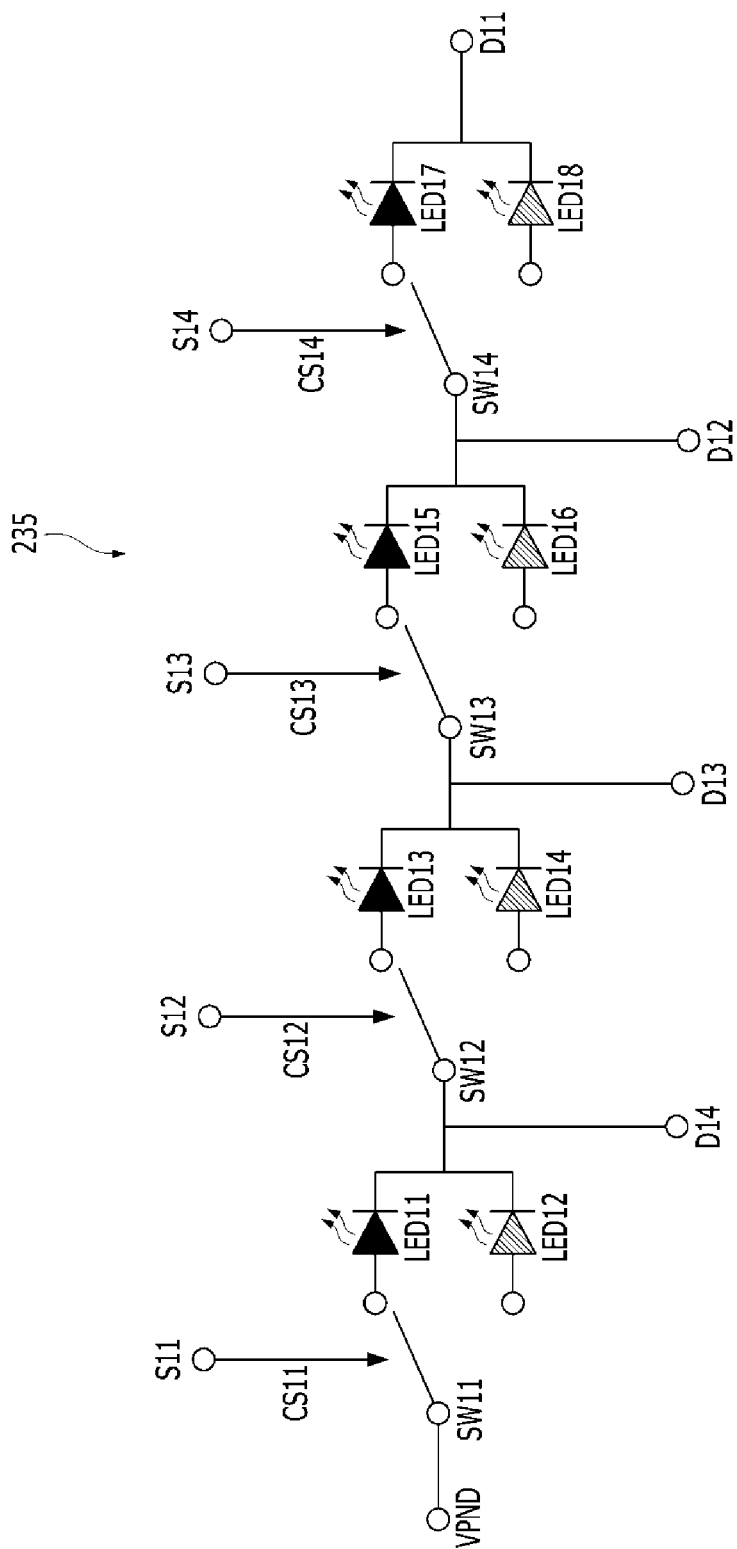 235
S11
S12
S13
S14
CS11
CS12
CS13
CS14
LED11
LED13
LED15
LED17
VPND
SW11
SW12
SW13
SW14
LED12
LED14
LED16
LED18
D11
D14
D13
D12